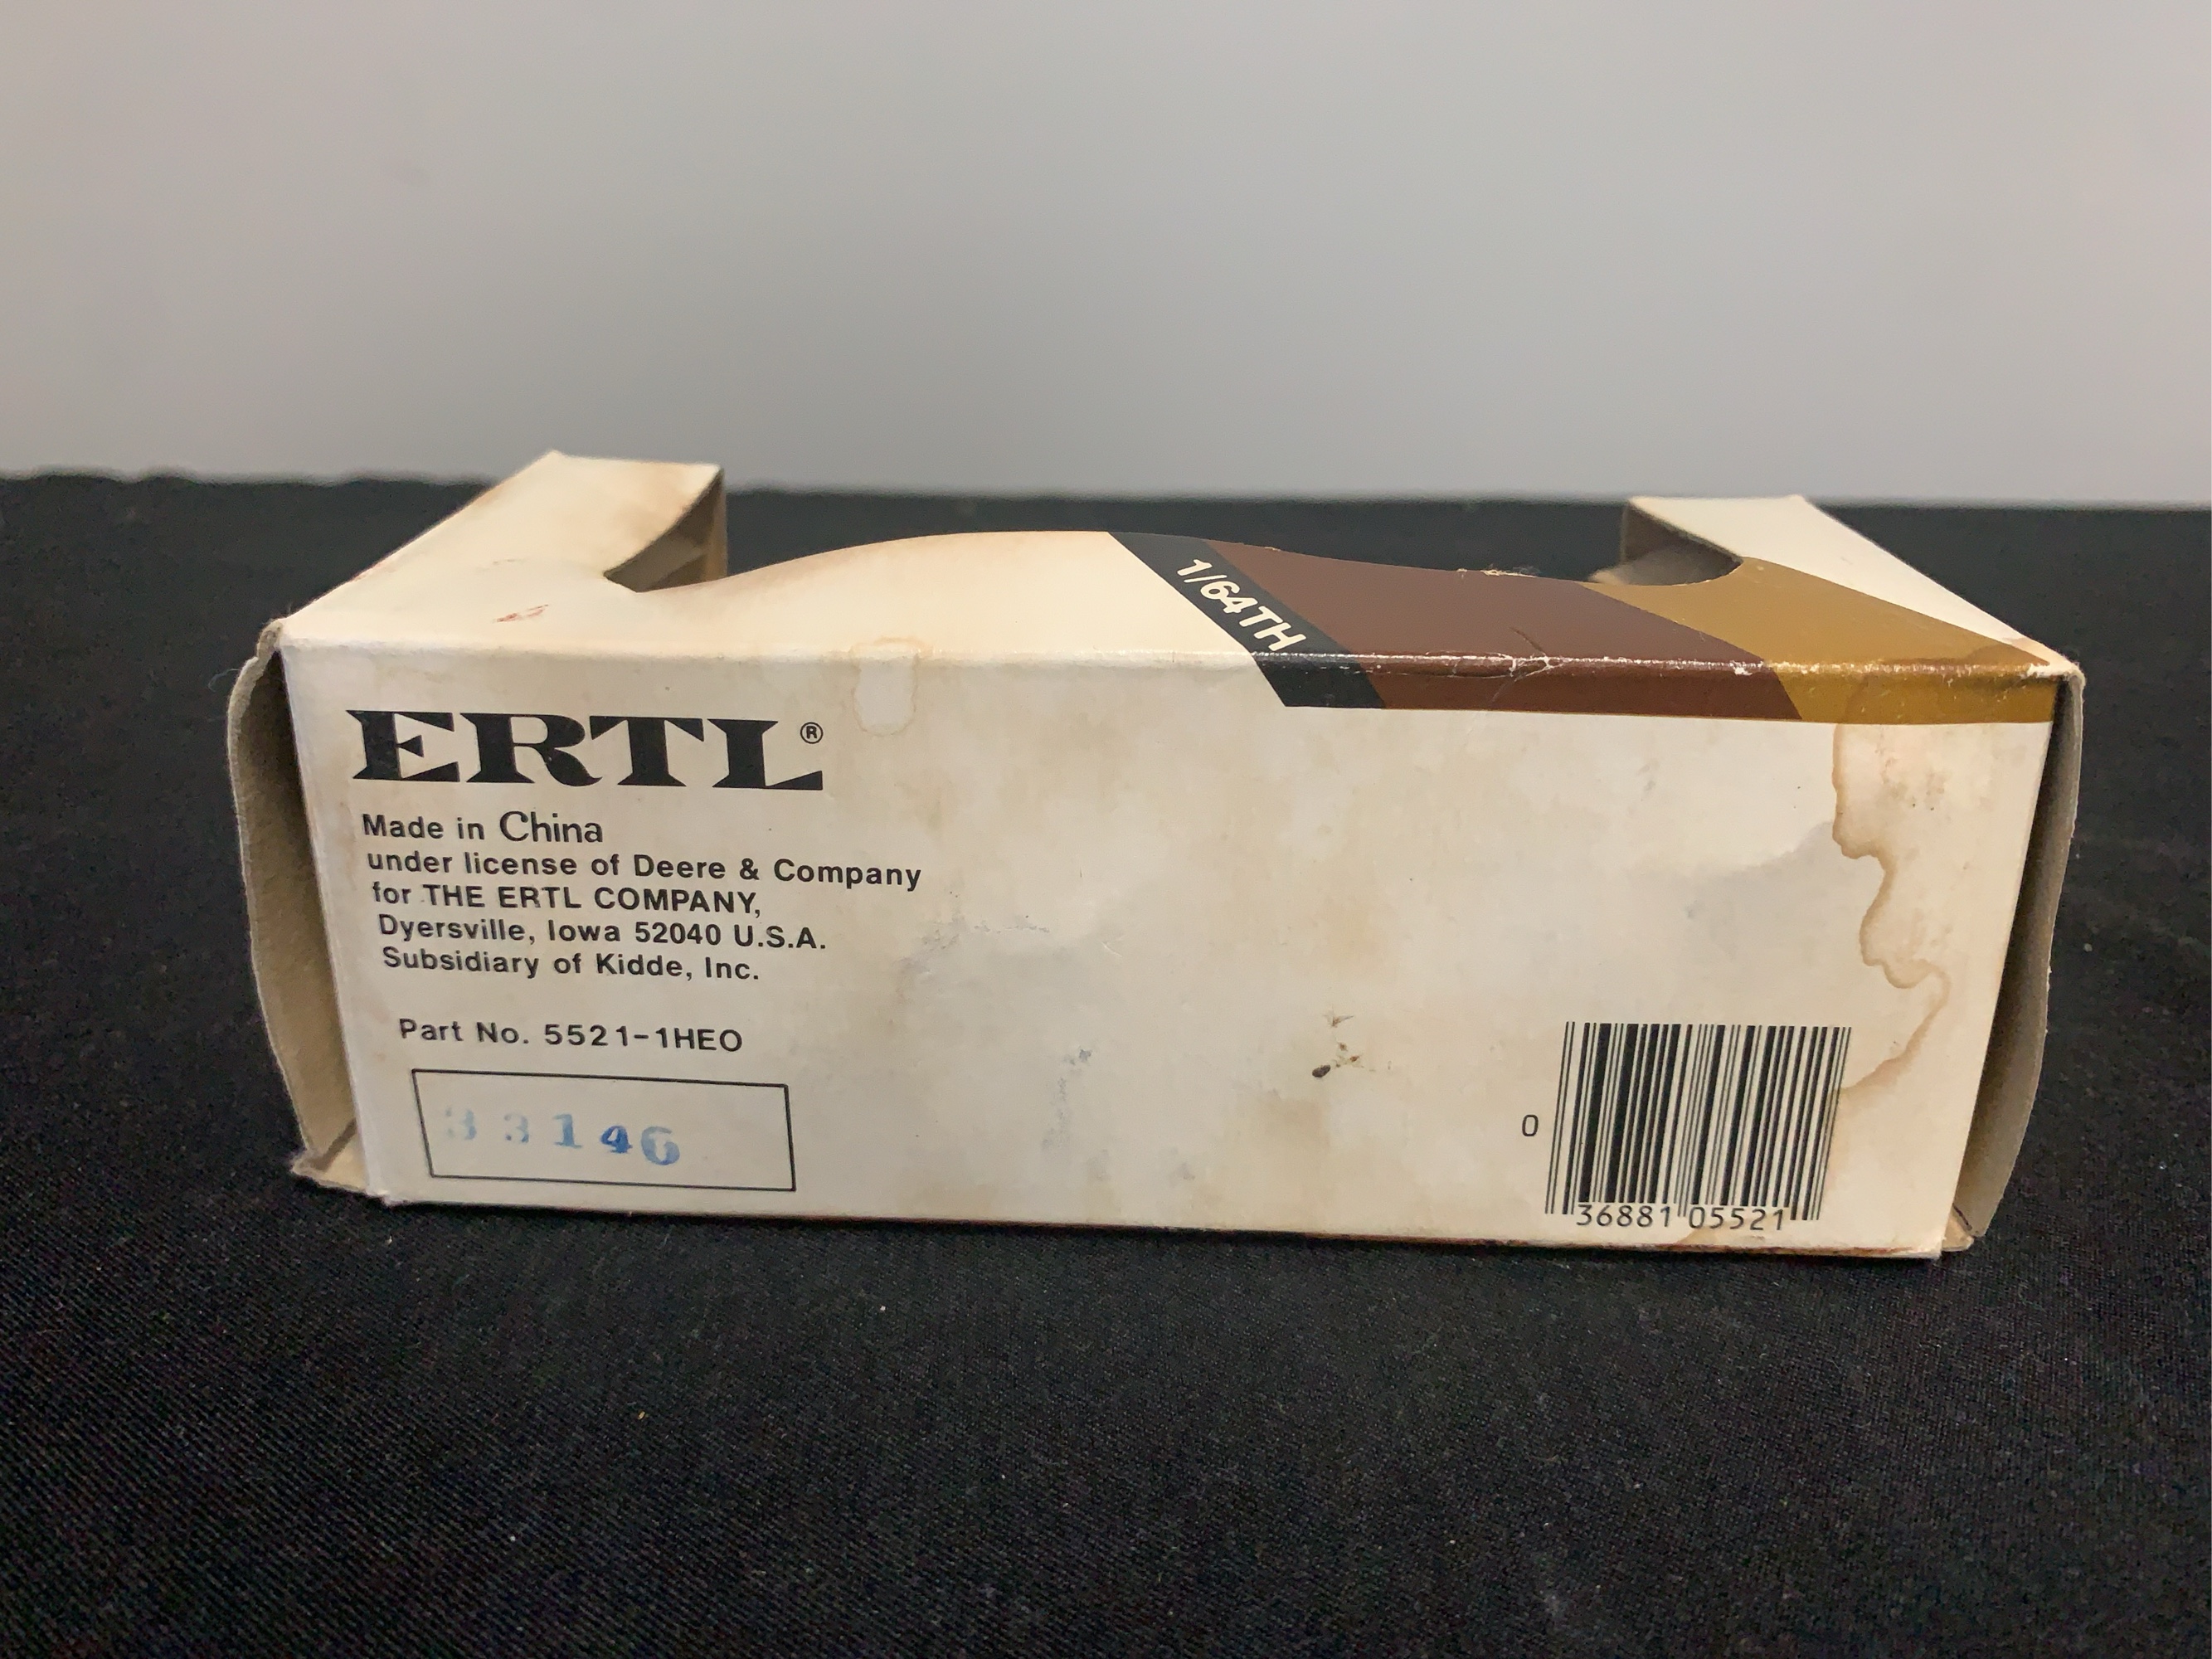 1/64TH
ERTL®
Made in China
under license of Deere & Company
for THE ERTL COMPANY,
Dyersville, Iowa 52040 U.S.A.
Subsidiary of Kidde, Inc.
Part No. 5521-1HEO
33146
0 36881 05521